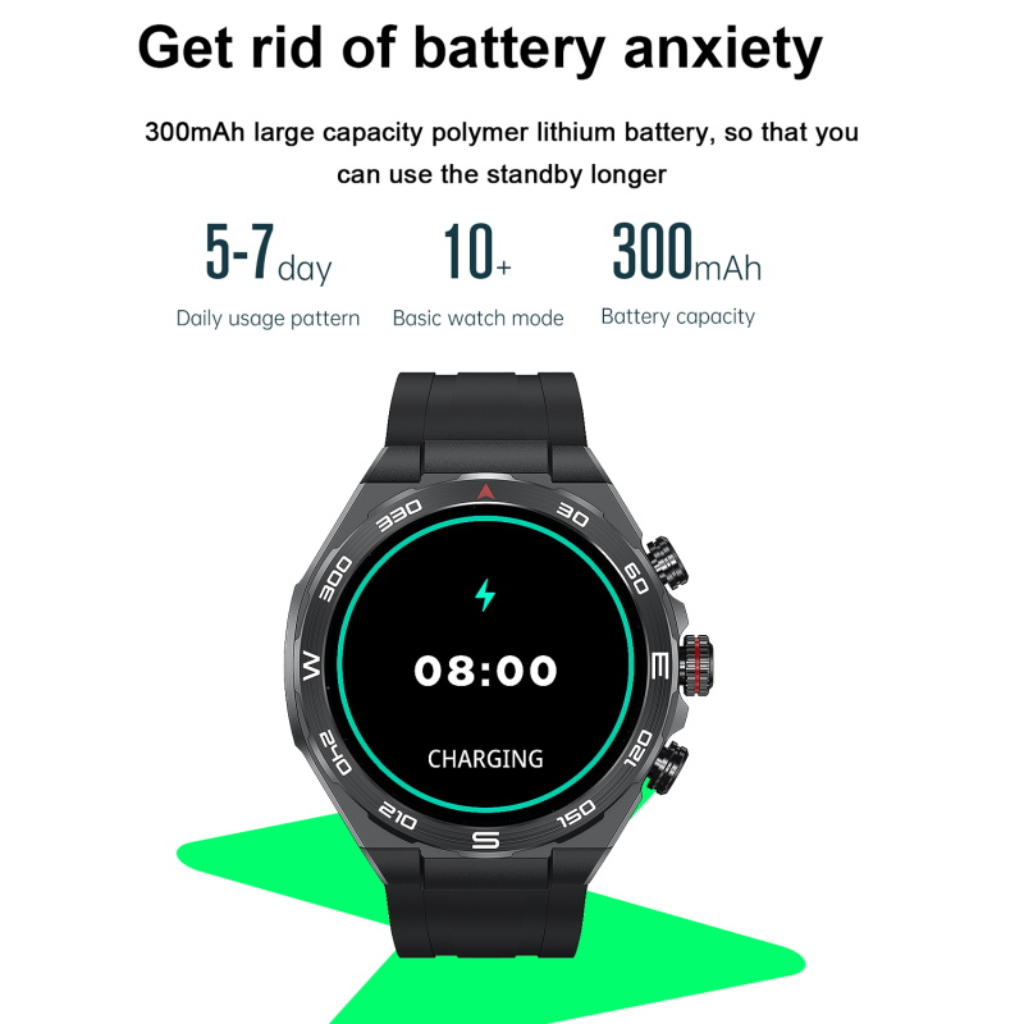 Get rid of battery anxiety
300mAh large capacity polymer lithium battery, so that you
can use the standby longer
5-7 day
10+
300mAh
Daily usage pattern
Basic watch mode
Battery capacity
330
30
300
60
08:00
W
E
CHARGING
240
120
210
150
S